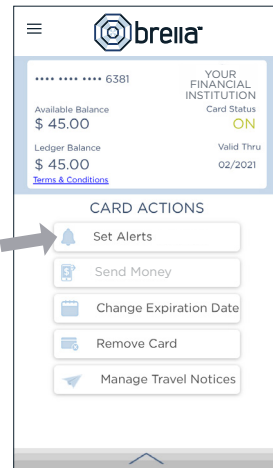 brella
•••• •••• •••• 6381
YOUR
FINANCIAL
INSTITUTION
Available Balance
Card Status
$ 45.00
ON
Ledger Balance
Valid Thru
$ 45.00
02/2021
Terms & Conditions
CARD ACTIONS
Set Alerts
Send Money
Change Expiration Date
Remove Card
Manage Travel Notices